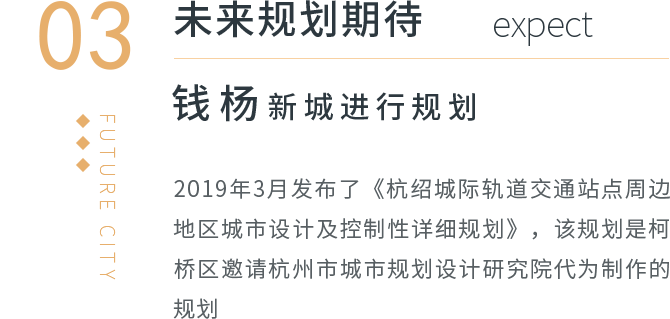 03
未来规划期待
expect
FUTURE CITY
钱杨新城进行规划
2019年3月发布了《杭绍城际轨道交通站点周边
地区城市设计及控制性详细规划》，该规划是柯
桥区邀请杭州市城市规划设计研究院代为制作的
规划